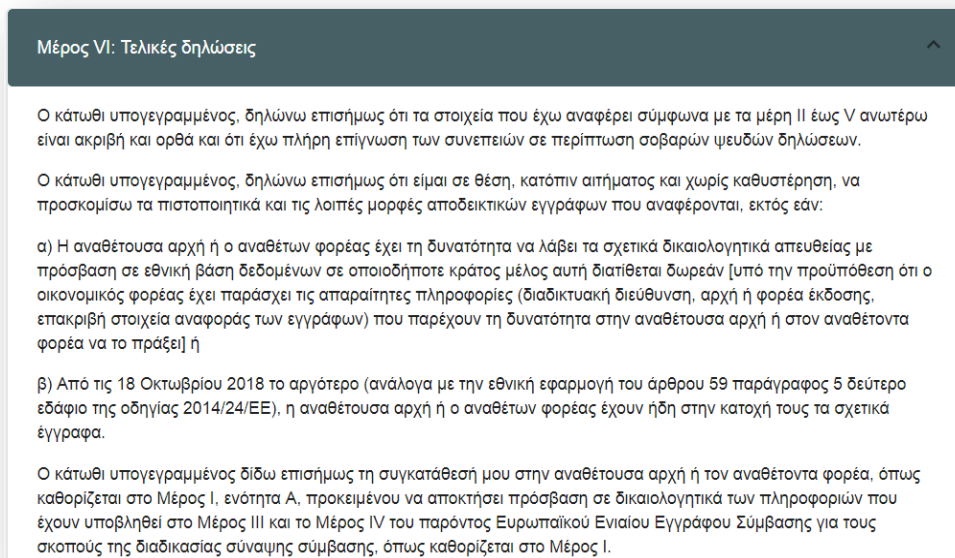 Μέρος VI: Τελικές δηλώσεις
Ο κάτωθι υπογεγραμμένος, δηλώνω επισήμως ότι τα στοιχεία που έχω αναφέρει σύμφωνα με τα μέρη II έως V ανωτέρω
είναι ακριβή και ορθά και ότι έχω πλήρη επίγνωση των συνεπειών σε περίπτωση σοβαρών ψευδών δηλώσεων.
Ο κάτωθι υπογεγραμμένος, δηλώνω επισήμως ότι είμαι σε θέση, κατόπιν αιτήματος και χωρίς καθυστέρηση, να
προσκομίσω τα πιστοποιητικά και τις λοιπές μορφές αποδεικτικών εγγράφων που αναφέρονται, εκτός εάν:
α) Η αναθέτουσα αρχή ή ο αναθέτων φορέας έχει τη δυνατότητα να λάβει τα σχετικά δικαιολογητικά απευθείας με
πρόσβαση σε εθνική βάση δεδομένων σε οποιοδήποτε κράτος μέλος αυτή διατίθεται δωρεάν [υπό την προϋπόθεση ότι ο
οικονομικός φορέας έχει παράσχει τις απαραίτητες πληροφορίες (διαδικτυακή διεύθυνση, αρχή ή φορέα έκδοσης,
επακριβή στοιχεία αναφοράς των εγγράφων) που παρέχουν τη δυνατότητα στην αναθέτουσα αρχή ή στον αναθέτοντα
φορέα να το πράξει] ή
β) Από τις 18 Οκτωβρίου 2018 το αργότερο (ανάλογα με την εθνική εφαρμογή του άρθρου 59 παράγραφος 5 δεύτερο
εδάφιο της οδηγίας 2014/24/ΕΕ), η αναθέτουσα αρχή ή ο αναθέτων φορέας έχουν ήδη στην κατοχή τους τα σχετικά
έγγραφα.
Ο κάτωθι υπογεγραμμένος δίδω επισήμως τη συγκατάθεσή μου στην αναθέτουσα αρχή ή τον αναθέτοντα φορέα, όπως
καθορίζεται στο Μέρος Ι, ενότητα Α, προκειμένου να αποκτήσει πρόσβαση σε δικαιολογητικά των πληροφοριών που
έχουν υποβληθεί στο Μέρος ΙΙΙ και το Μέρος IV του παρόντος Ευρωπαϊκού Ενιαίου Εγγράφου Σύμβασης για τους
σκοπούς της διαδικασίας σύναψης σύμβασης, όπως καθορίζεται στο Μέρος Ι.